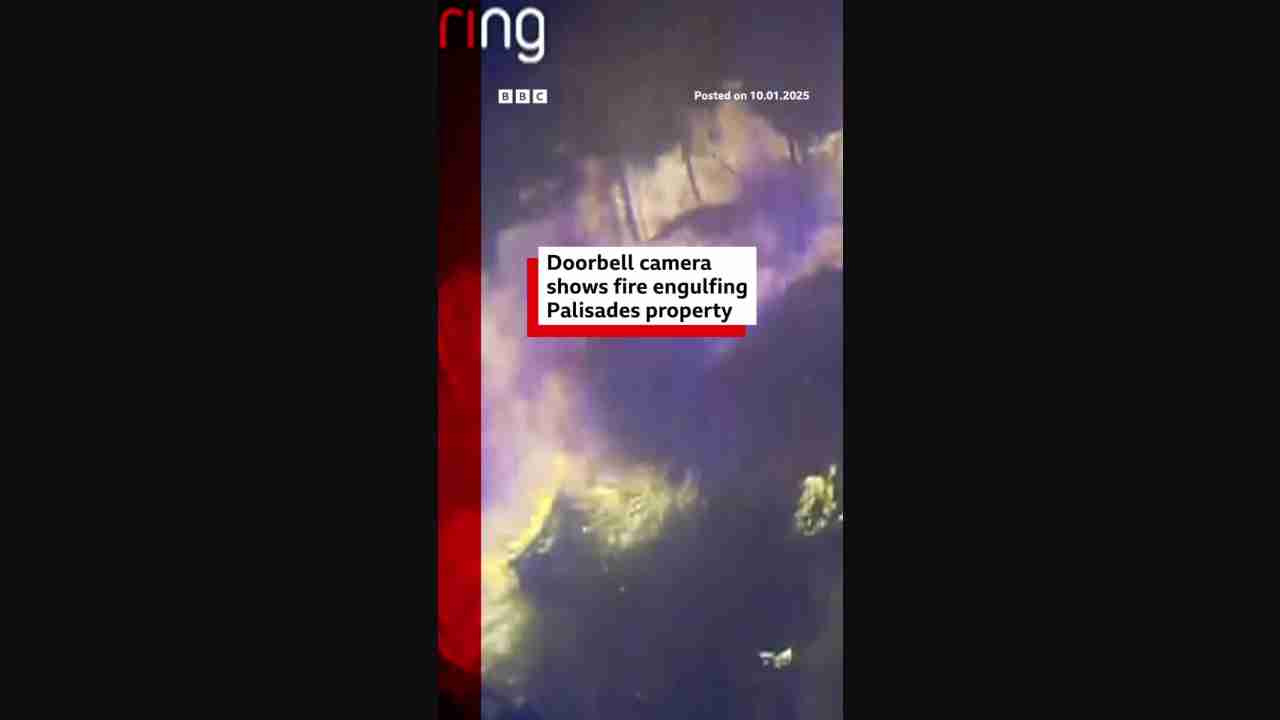 ring
BBC
Posted on 10.01.2025
Doorbell camera
shows fire engulfing
Palisades property